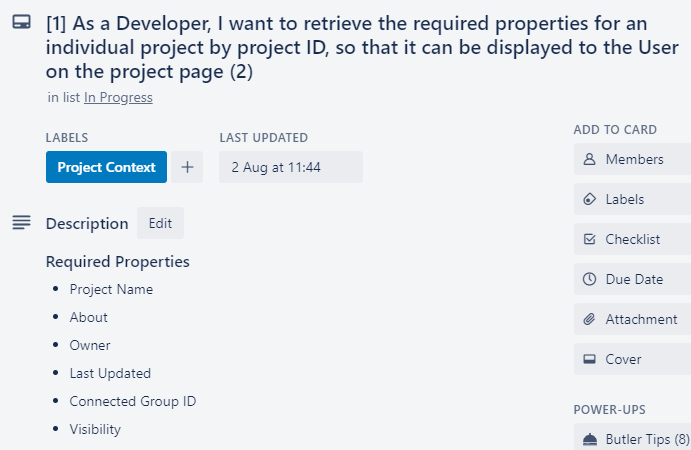 [1] As a Developer, I want to retrieve the required properties for an
individual project by project ID, so that it can be displayed to the User
on the project page (2)
in list In Progress
LABELS
Project Context
+
LAST UPDATED
2 Aug at 11:44
Description
Edit
Required Properties
• Project Name
• About
• Owner
• Last Updated
• Connected Group ID
• Visibility
ADD TO CARD
Members
Labels
Checklist
Due Date
Attachment
Cover
POWER-UPS
Butler Tips (8)